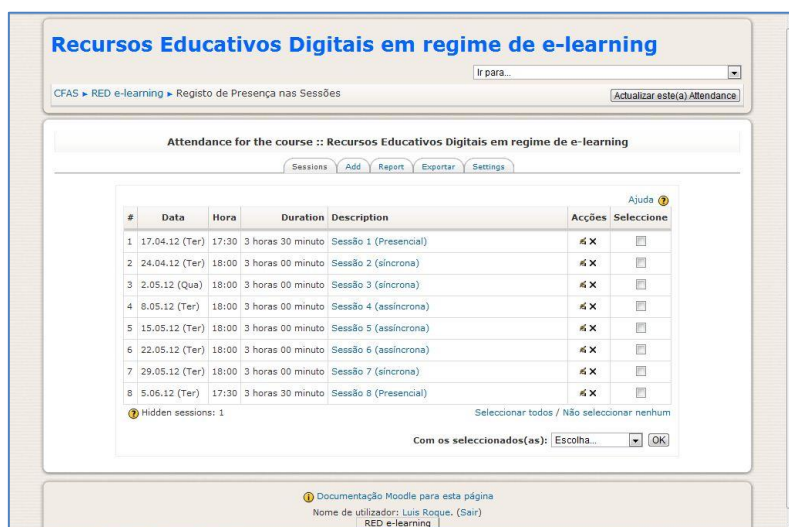 Recursos Educativos Digitais em regime de e-learning
Ir para...
CFAS ► RED e-learning ► Registo de Presença nas Sessões Actualizar este(a) Attendance
Attendance for the course :: Recursos Educativos Digitais em regime de e-learning
Sessions Add Report Exportar Settings
Ajuda
# Data Hora Duration Description Acções Seleccione
1 17.04.12 (Ter) 17:30 3 horas 30 minuto Sessão 1 (Presencial)
2 24.04.12 (Ter) 18:00 3 horas 00 minuto Sessão 2 (síncrona)
3 2.05.12 (Qua) 18:00 3 horas 00 minuto Sessão 3 (síncrona)
4 8.05.12 (Ter) 18:00 3 horas 00 minuto Sessão 4 (assíncrona)
5 15.05.12 (Ter) 18:00 3 horas 00 minuto Sessão 5 (assíncrona)
6 22.05.12 (Ter) 18:00 3 horas 00 minuto Sessão 6 (assíncrona)
7 29.05.12 (Ter) 18:00 3 horas 00 minuto Sessão 7 (síncrona)
8 5.06.12 (Ter) 17:30 3 horas 30 minuto Sessão 8 (Presencial)
Hidden sessions: 1 Seleccionar todos / Não seleccionar nenhum
Com os seleccionados(as): Escolha... OK
Documentação Moodle para esta página
Nome de utilizador: Luis Roque. (Sair)
RED e-learning